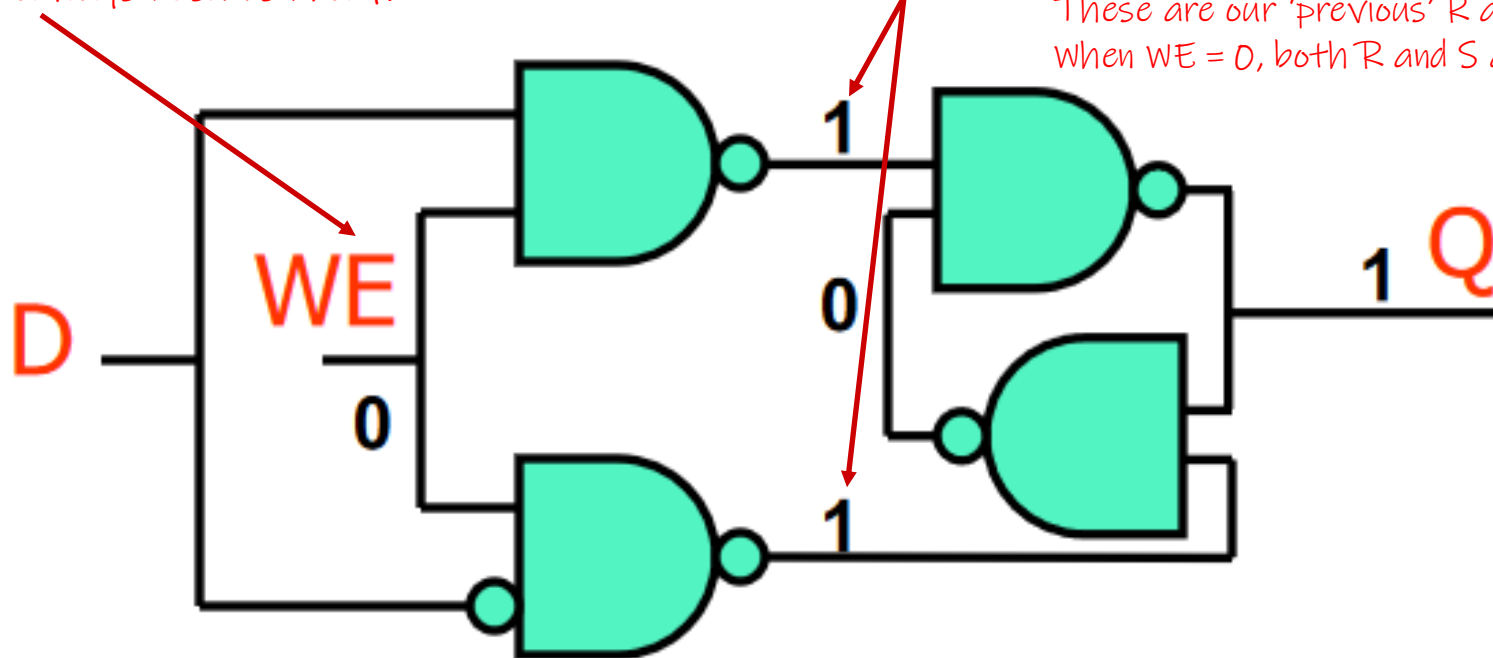 These are our 'previous' R a
When WE = 0, both R and S a
1
WE
0
1
Q
D
0
1